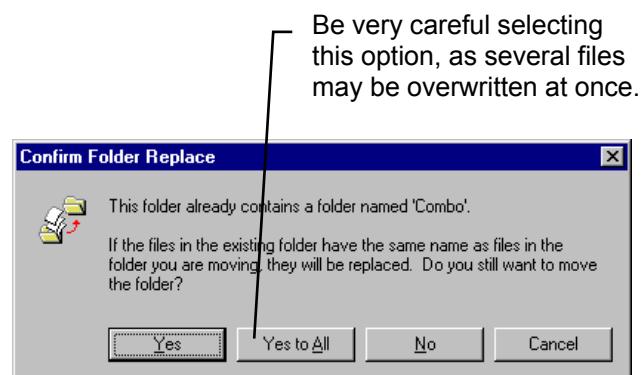 Be very careful selecting
this option, as several files
may be overwritten at once.
Confirm Folder Replace
This folder already contains a folder named 'Combo'.
If the files in the existing folder have the same name as files in the
folder you are moving, they will be replaced.  Do you still want to move
the folder?
Yes
Yes to All
No
Cancel